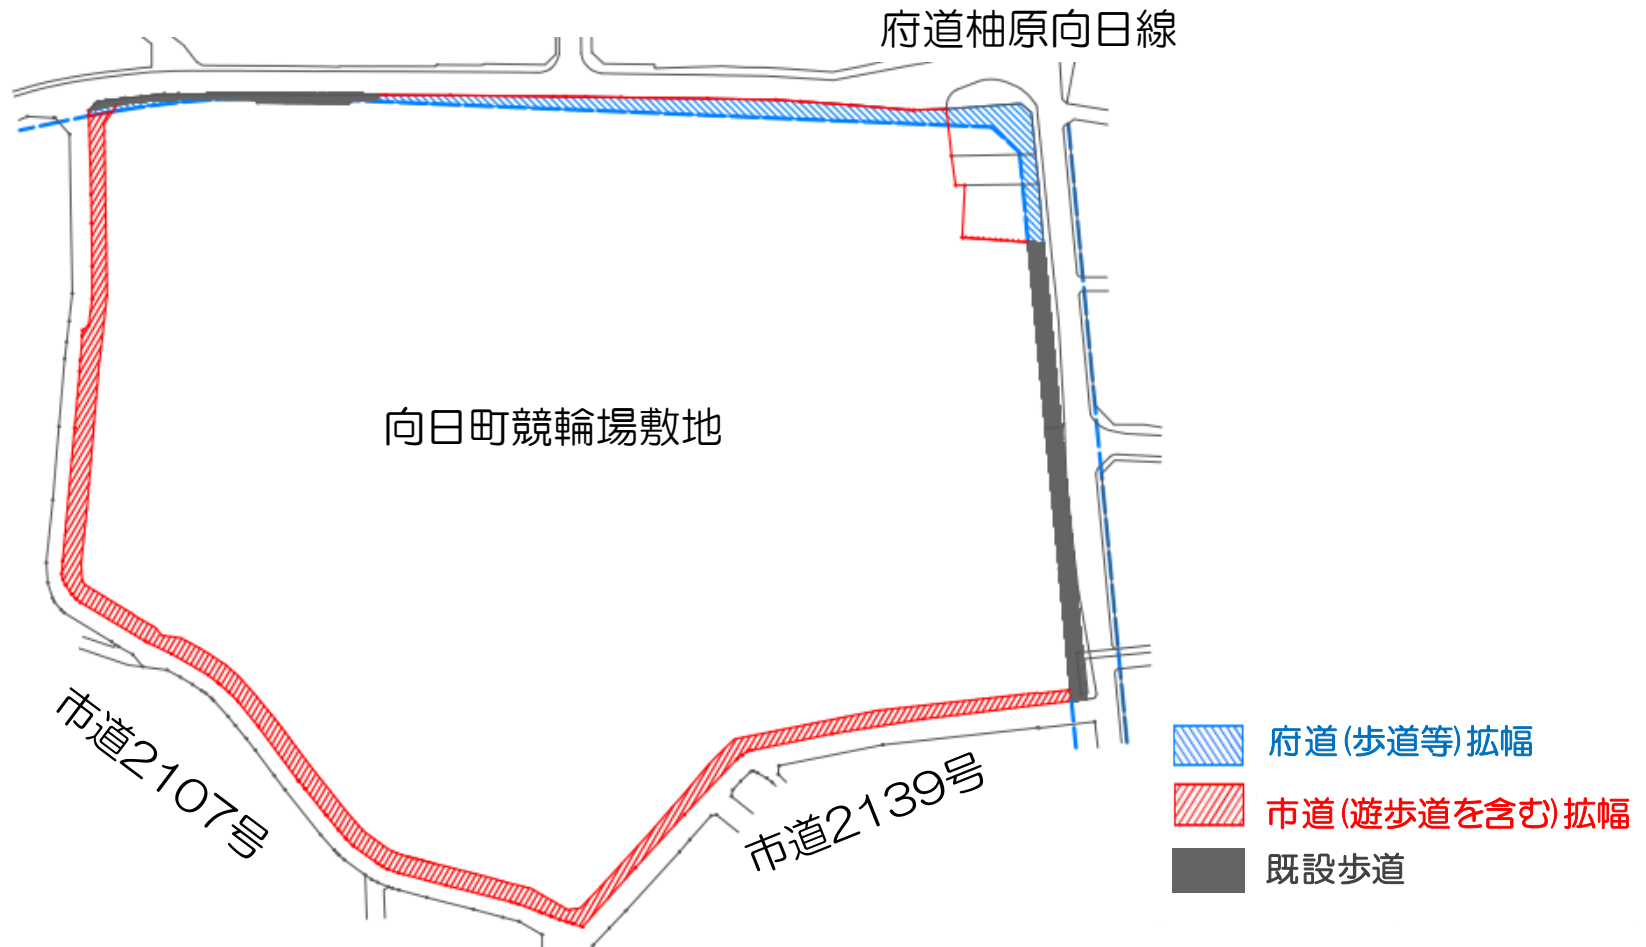 府道柚原向日線
向日町競輪場敷地
市道2107号
市道2139号
府道(歩道等)拡幅
市道(遊歩道を含む)拡幅
既設歩道